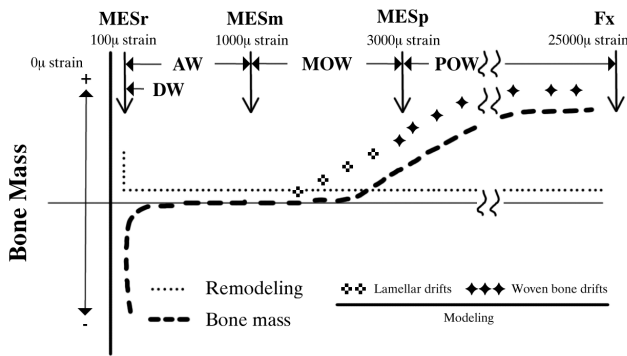 MESr MESm MESp Fx
100μ strain 1000μ strain 3000μ strain 25000μ strain
0μ strain
AW MOW POW
+
DW
Bone Mass
-
Remodeling
Bone mass
Lamellar drifts Woven bone drifts
Modeling